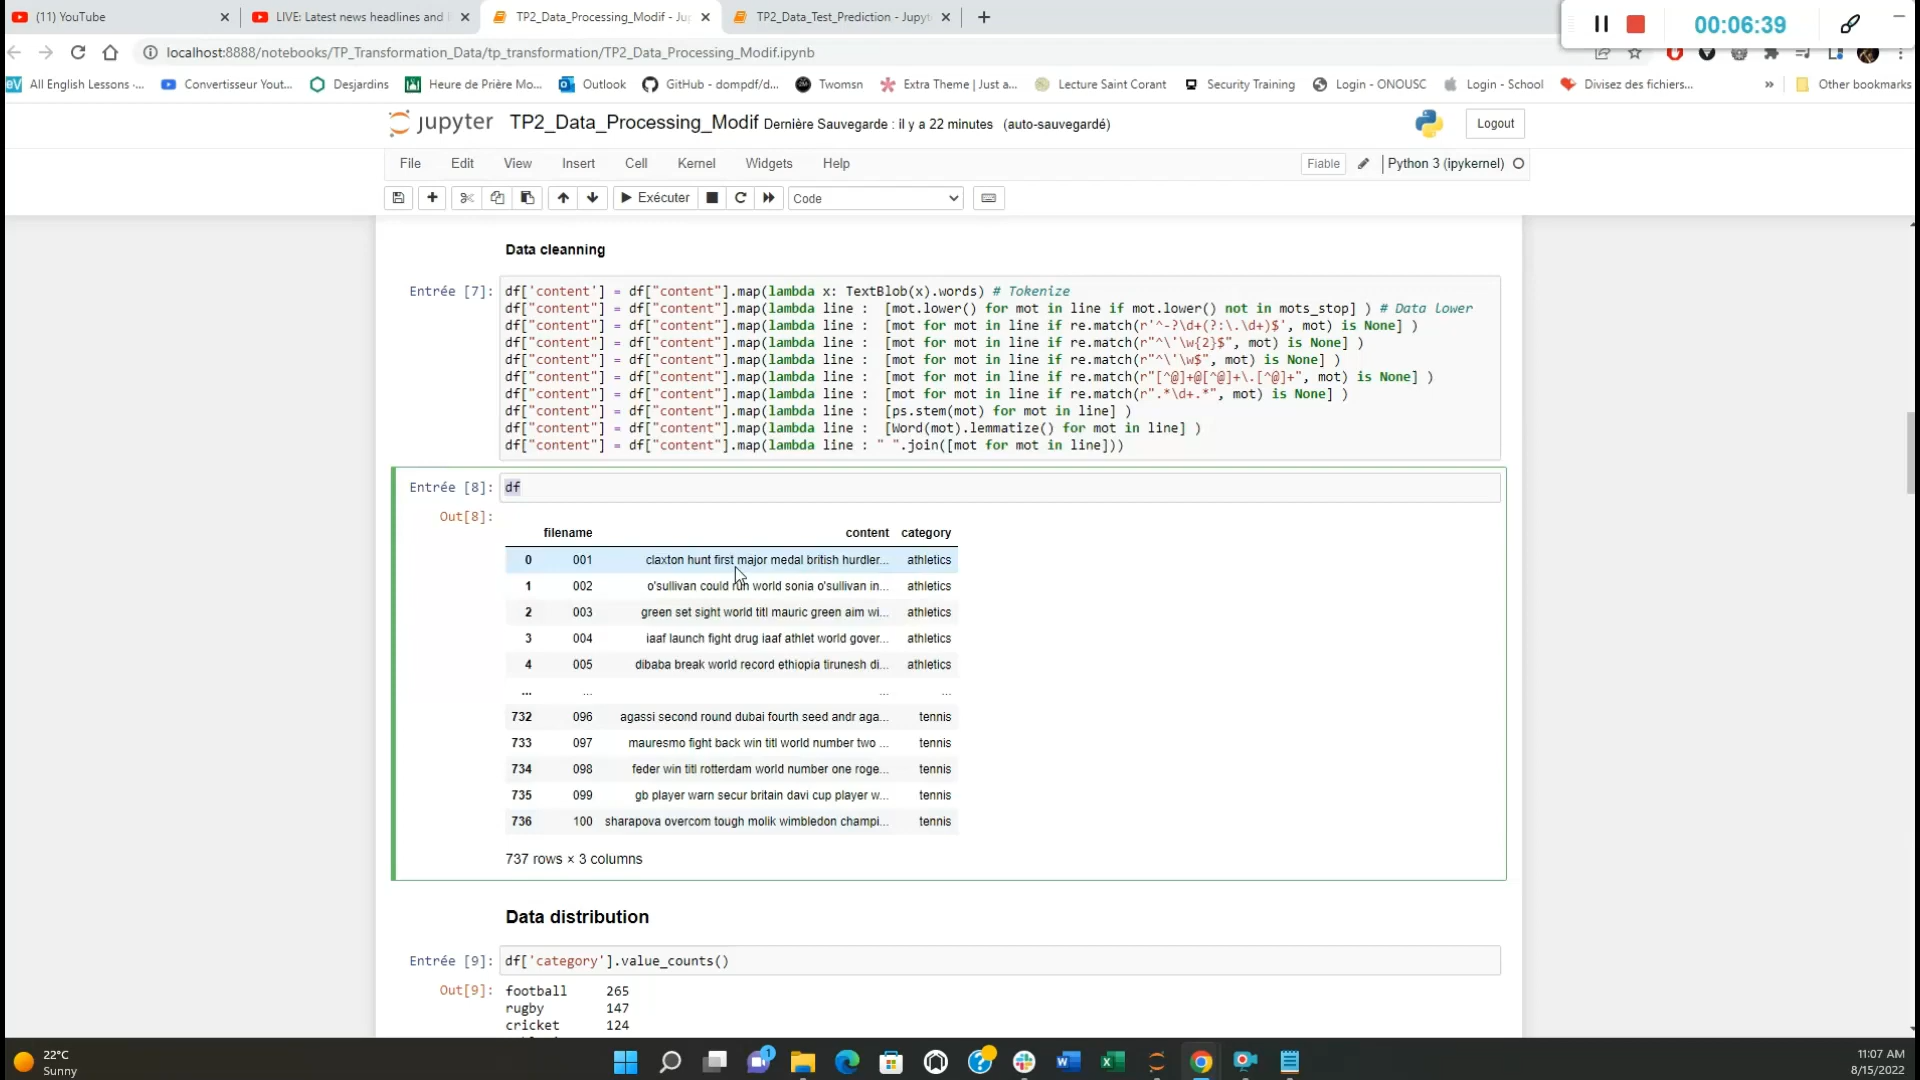 (11) YouTube
LIVE: Latest news headlines and
TP2_Data_Processing_Modif - Ju
TP2_Data_Test_Prediction - Jupyt
00:06:39
localhost:8888/notebooks/TP_Transformation_Data/tp_transformation/TP2_Data_Processing_Modif.ipynb
All English Lessons -...
Convertisseur Yout...
Desjardins
Heure de Prière Mo...
Outlook
GitHub - dompdf/d...
Twomsn
Extra Theme | Just a...
Lecture Saint Corant
Security Training
Login - ONOUSC
Login - School
Divisez des fichiers...
»
Other bookmarks
jupyter TP2_Data_Processing_Modif Dernière Sauvegarde : il y a 22 minutes (auto-sauvegardé)
Logout
File Edit View Insert Cell Kernel Widgets Help
Fiable
Python 3 (ipykernel)
Exécuter
Code
Data cleanning
Entrée [7]: df['content'] = df["content"].map(lambda x: TextBlob(x).words) # Tokenize
df["content"] = df["content"].map(lambda line : [mot.lower() for mot in line if mot.lower() not in mots_stop] ) # Data lower
df["content"] = df["content"].map(lambda line : [mot for mot in line if re.match(r'^-?\d+(?:\.\d+)$', mot) is None] )
df["content"] = df["content"].map(lambda line : [mot for mot in line if re.match(r"^\'\w{2}$", mot) is None] )
df["content"] = df["content"].map(lambda line : [mot for mot in line if re.match(r"^\'\w$", mot) is None] )
df["content"] = df["content"].map(lambda line : [mot for mot in line if re.match(r"[^@]+@[^@]+\.[^@]+", mot) is None] )
df["content"] = df["content"].map(lambda line : [mot for mot in line if re.match(r".*\d+.*", mot) is None] )
df["content"] = df["content"].map(lambda line : [ps.stem(mot) for mot in line] )
df["content"] = df["content"].map(lambda line : [Word(mot).lemmatize() for mot in line] )
df["content"] = df["content"].map(lambda line : " ".join([mot for mot in line]))
Entrée [8]: df
Out[8]:
filename content category
0 001 claxton hunt first major medal british hurdler... athletics
1 002 o'sullivan could run world sonia o'sullivan in... athletics
2 003 green set sight world titl mauric green aim wi... athletics
3 004 iaaf launch fight drug iaaf athlet world gover... athletics
4 005 dibaba break world record ethiopia tirunesh di... athletics
... ... ... ...
732 096 agassi second round dubai fourth seed andr aga... tennis
733 097 mauresmo fight back win titl world number two ... tennis
734 098 feder win titl rotterdam world number one roge... tennis
735 099 gb player warn secur britain davi cup player w... tennis
736 100 sharapova overcom tough molik wimbledon champi... tennis
737 rows × 3 columns
Data distribution
Entrée [9]: df['category'].value_counts()
Out[9]: football 265
rugby 147
cricket 124
22°C
Sunny
11:07 AM
8/15/2022